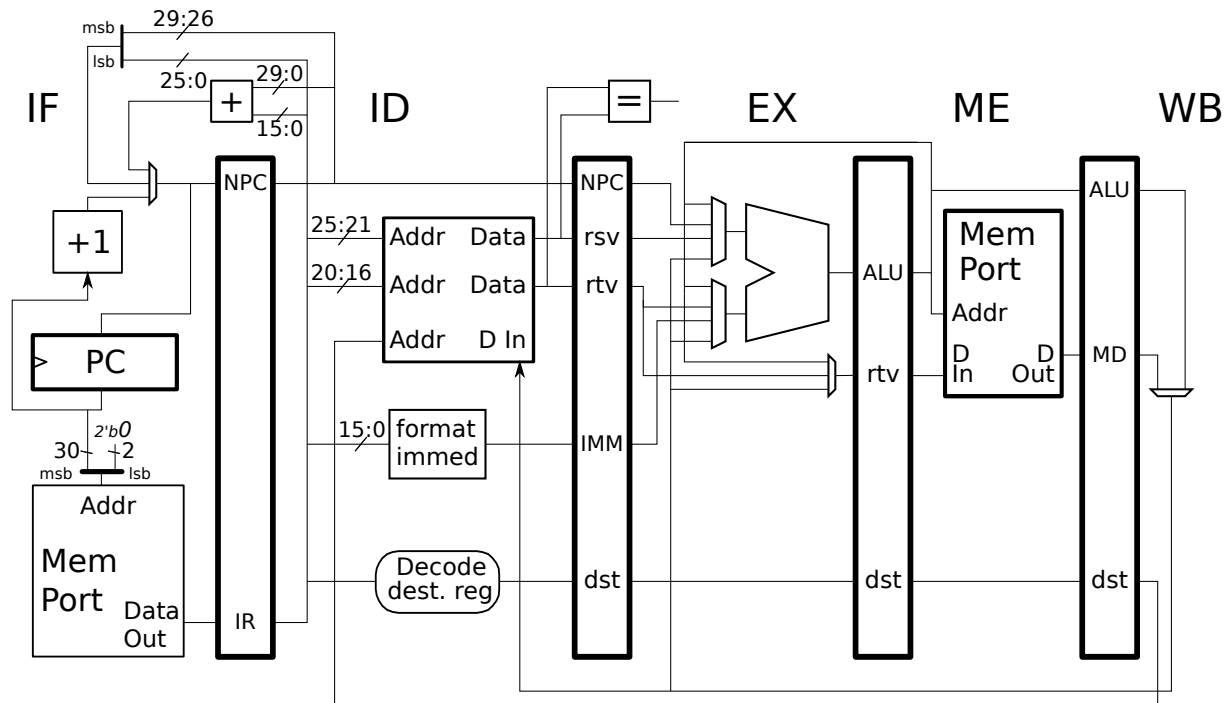 29:26
msb
lsb
25:0
29:0
+
15:0
=
IF
ID
EX
ME
WB
NPC
NPC
ALU
+1
25:21
Addr
Data
rsv
20:16
Addr
Data
rtv
ALU
Mem
Port
Addr
Addr
D In
PC
D
In
D
Out
MD
rtv
2'b0
30
2
msb
lsb
15:0
format
immed
IMM
Addr
Mem
Port
Data
Out
IR
Decode
dest. reg
dst
dst
dst